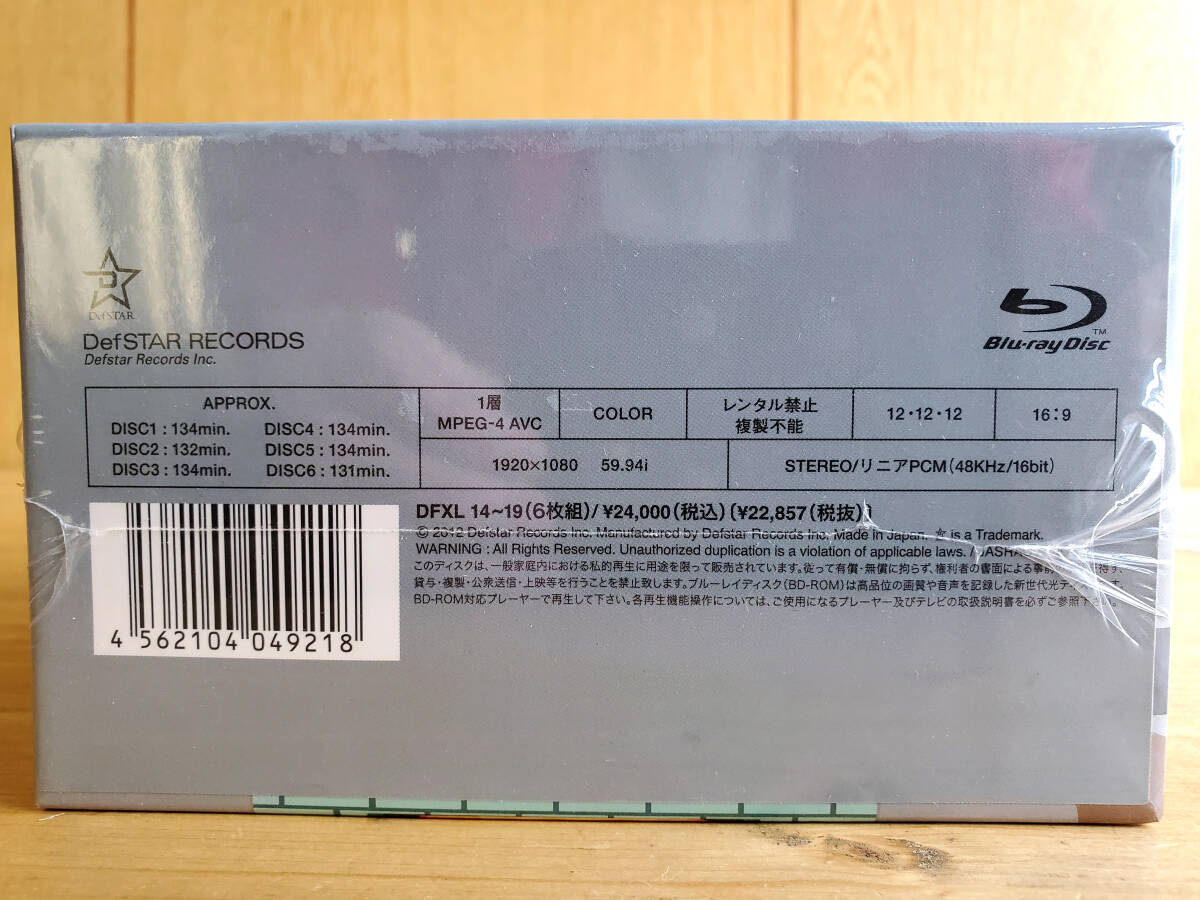 D
DefSTAR
DefSTAR RECORDS
Defstar Records Inc.
TM
Blu-ray Disc
APPROX.
DISC1 : 134min. DISC4 : 134min.
DISC2 : 132min. DISC5 : 134min.
DISC3 : 134min. DISC6 : 131min.
1層
MPEG-4 AVC
COLOR
レンタル禁止
複製不能
12・12・12
16:9
1920×1080 59.94i
STEREO/リニアPCM(48KHz/16bit)
DFXL 14~19(6枚組)/¥24,000(税込)(¥22,857(税抜))
© 2012 Defstar Records Inc. Manufactured by Defstar Records Inc. Made in Japan. is a Trademark.
WARNING : All Rights Reserved. Unauthorized duplication is a violation of applicable laws. /
このディスクは、一般家庭内における私的再生に用途を限って販売されています。従って有償・無償に拘らず、権利者の書面による
貸与・複製・公衆送信・上映等を行うことを禁止致します。ブルーレイディスク(BD-ROM)は高品位の画質や音声を記録した新世代光
BD-ROM対応プレーヤーで再生して下さい。各再生機能操作については、ご使用になるプレーヤー及びテレビの取扱説明書を必ずご参照下さい。
4 562104 049218